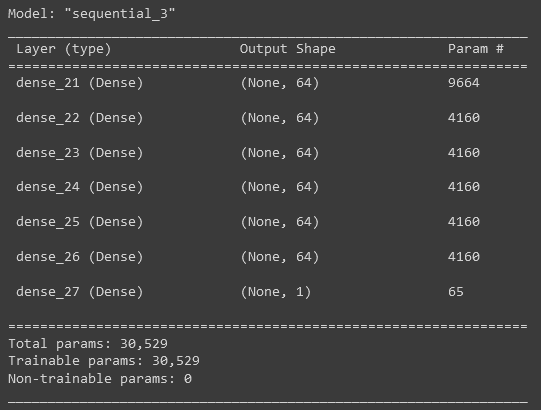 Model: "sequential_3"
_________________________________________________________________
Layer (type) Output Shape Param #
=================================================================
dense_21 (Dense) (None, 64) 9664
dense_22 (Dense) (None, 64) 4160
dense_23 (Dense) (None, 64) 4160
dense_24 (Dense) (None, 64) 4160
dense_25 (Dense) (None, 64) 4160
dense_26 (Dense) (None, 64) 4160
dense_27 (Dense) (None, 1) 65
=================================================================
Total params: 30,529
Trainable params: 30,529
Non-trainable params: 0
_________________________________________________________________